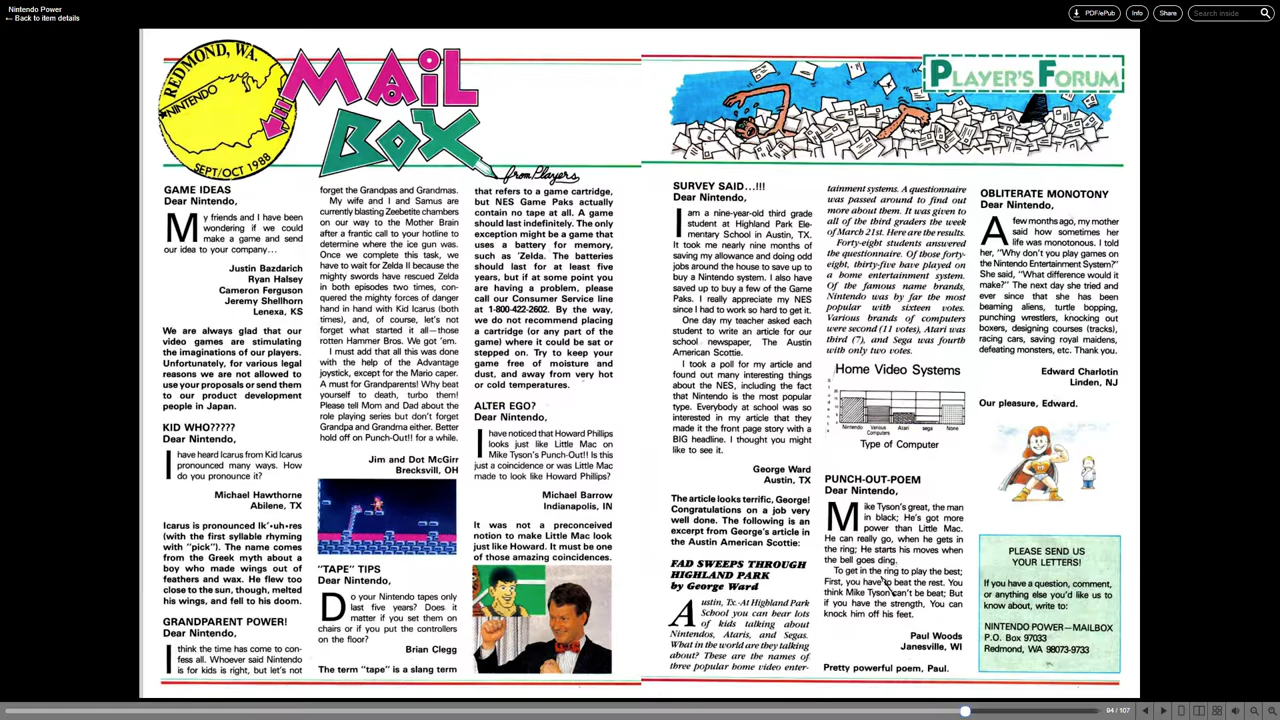 Nintendo Power
← Back to item details
PDF/ePub
Info
Share
Search inside
REDMOND, WA.
NINTENDO
SEPT/OCT 1988
MAIL
BOX
from Players
GAME IDEAS
Dear Nintendo,
My friends and I have been
wondering if we could
make a game and send
our idea to your company…
Justin Bazdarich
Ryan Halsey
Cameron Ferguson
Jeremy Shellhorn
Lenexa, KS
We are always glad that our
video games are stimulating
the imaginations of our players.
Unfortunately, for various legal
reasons we are not allowed to
use your proposals or send them
to our product development
people in Japan.
KID WHO?????
Dear Nintendo,
I have heard Icarus from Kid Icarus
pronounced many ways. How
do you pronounce it?
Michael Hawthorne
Abilene, TX
Icarus is pronounced Ik'•uh•res
(with the first syllable rhyming
with "pick"). The name comes
from the Greek myth about a
boy who made wings out of
feathers and wax. He flew too
close to the sun, though, melted
his wings, and fell to his doom.
GRANDPARENT POWER!
Dear Nintendo,
I think the time has come to con-
fess all. Whoever said Nintendo
is for kids is right, but let's not
forget the Grandpas and Grandmas.
My wife and I and Samus are
currently blasting Zeebetite chambers
on our way to the Mother Brain
after a frantic call to your hotline to
determine where the ice gun was.
Once we complete this task, we
have to wait for Zelda II because the
mighty swords have rescued Zelda
in both episodes two times, con-
quered the mighty forces of danger
hand in hand with Kid Icarus (both
times), and, of course, let's not
forget what started it all—those
rotten Hammer Bros. We got 'em.
I must add that all this was done
with the help of the Advantage
joystick, except for the Mario caper.
A must for Grandparents! Why beat
yourself to death, turbo them!
Please tell Mom and Dad about the
role playing series but don't forget
Grandpa and Grandma either. Better
hold off on Punch-Out!! for a while.
Jim and Dot McGirr
Brecksvill, OH
"TAPE" TIPS
Dear Nintendo,
Do your Nintendo tapes only
last five years? Does it
matter if you set them on
chairs or if you put the controllers
on the floor?
Brian Clegg
The term "tape" is a slang term
that refers to a game cartridge,
but NES Game Paks actually
contain no tape at all. A game
should last indefinitely. The only
exception might be a game that
uses a battery for memory,
such as 'Zelda. The batteries
should last for at least five
years, but if at some point you
are having a problem, please
call our Consumer Service line
at 1-800-422-2602. By the way,
we do not recommend placing
a cartridge (or any part of the
game) where it could be sat or
stepped on. Try to keep your
game free of moisture and
dust, and away from very hot
or cold temperatures.
ALTER EGO?
Dear Nintendo,
I have noticed that Howard Phillips
looks just like Little Mac on
Mike Tyson's Punch-Out!! Is this
just a coincidence or was Little Mac
made to look like Howard Phillips?
Michael Barrow
Indianapolis, IN
It was not a preconceived
notion to make Little Mac look
just like Howard. It must be one
of those amazing coincidences.
PLAYER'S FORUM
SURVEY SAID...!!!
Dear Nintendo,
I am a nine-year-old third grade
student at Highland Park Ele-
mentary School in Austin, TX.
It took me nearly nine months of
saving my allowance and doing odd
jobs around the house to save up to
buy a Nintendo system. I also have
saved up to buy a few of the Game
Paks. I really appreciate my NES
since I had to work so hard to get it.
One day my teacher asked each
student to write an article for our
school newspaper, The Austin
American Scottie.
I took a poll for my article and
found out many interesting things
about the NES, including the fact
that Nintendo is the most popular
type. Everybody at school was so
interested in my article that they
made it the front page story with a
BIG headline. I thought you might
like to see it.
George Ward
Austin, TX
The article looks terrific, George!
Congratulations on a job very
well done. The following is an
excerpt from George's article in
the Austin American Scottie:
FAD SWEEPS THROUGH
HIGHLAND PARK
by George Ward
Austin, Tx.-At Highland Park
School you can hear lots
of kids talking about
Nintendos, Ataris, and Segas.
What in the world are they talking
about? These are the names of
three popular home video enter-
tainment systems. A questionnaire
was passed around to find out
more about them. It was given to
all of the third graders the week
of March 21st. Here are the results.
Forty-eight students answered
the questionnaire. Of those forty-
eight, thirty-five have played on
a home entertainment system.
Of the famous name brands,
Nintendo was by far the most
popular with sixteen votes.
Various brands of computers
were second (11 votes), Atari was
third (7), and Sega was fourth
with only two votes.
Home Video Systems
Nintendo Various Atari sega None
Computers
Type of Computer
PUNCH-OUT-POEM
Dear Nintendo,
Mike Tyson's great, the man
in black; He's got more
power than Little Mac.
He can really go, when he gets in
the ring; He starts his moves when
the bell goes ding.
To get in the ring to play the best;
First, you have to beat the rest. You
think Mike Tyson can't be beat; But
if you have the strength, You can
knock him off his feet.
Paul Woods
Janesville, WI
Pretty powerful poem, Paul.
OBLITERATE MONOTONY
Dear Nintendo,
A few months ago, my mother
said how sometimes her
life was monotonous. I told
her, "Why don't you play games on
the Nintendo Entertainment System?"
She said, "What difference would it
make?" The next day she tried and
ever since that she has been
beaming aliens, turtle bopping,
punching wrestlers, knocking out
boxers, designing courses (tracks),
racing cars, saving royal maidens,
defeating monsters, etc. Thank you.
Edward Charlotin
Linden, NJ
Our pleasure, Edward.
PLEASE SEND US
YOUR LETTERS!
If you have a question, comment,
or anything else you'd like us to
know about, write to:
NINTENDO POWER—MAILBOX
P.O. Box 97033
Redmond, WA 98073-9733
94 / 107